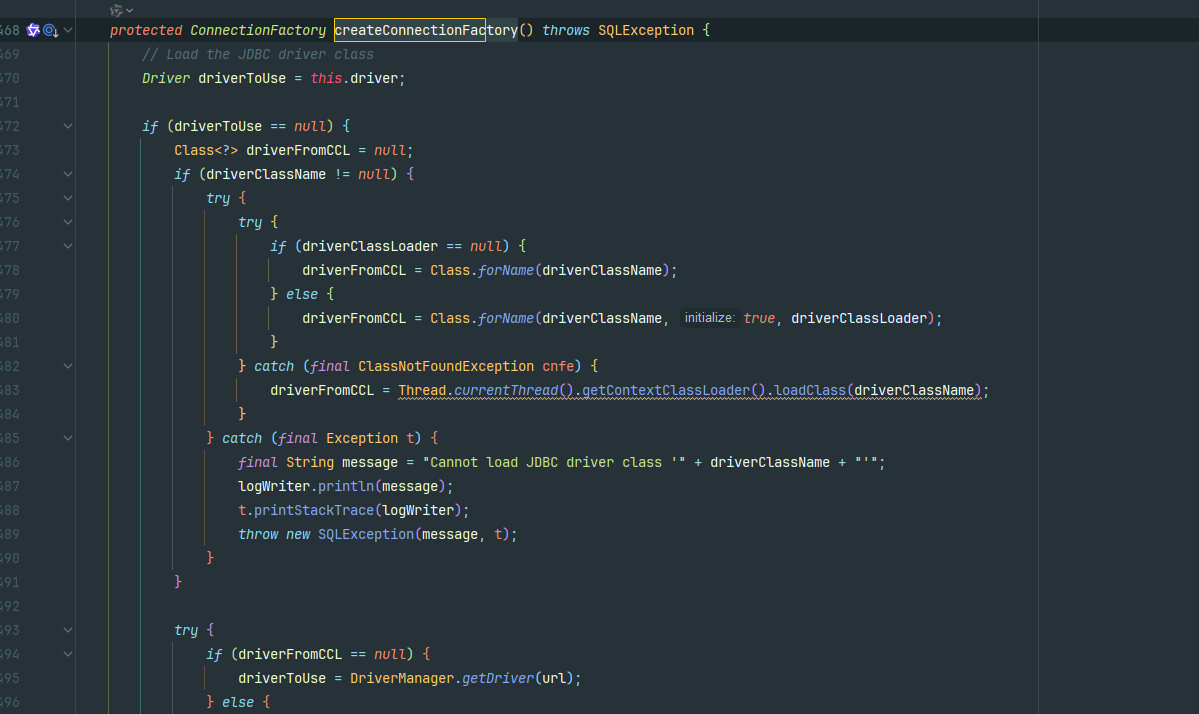 468 protected ConnectionFactory createConnectionFactory() throws SQLException {
469 // Load the JDBC driver class
470 Driver driverToUse = this.driver;
471
472 if (driverToUse == null) {
473 Class<?> driverFromCCL = null;
474 if (driverClassName != null) {
475 try {
476 try {
477 if (driverClassLoader == null) {
478 driverFromCCL = Class.forName(driverClassName);
479 } else {
480 driverFromCCL = Class.forName(driverClassName, initialize: true, driverClassLoader);
481 }
482 } catch (final ClassNotFoundException cnfe) {
483 driverFromCCL = Thread.currentThread().getContextClassLoader().loadClass(driverClassName);
484 }
485 } catch (final Exception t) {
486 final String message = "Cannot load JDBC driver class '" + driverClassName + "'";
487 logWriter.println(message);
488 t.printStackTrace(logWriter);
489 throw new SQLException(message, t);
490 }
491 }
492
493 try {
494 if (driverFromCCL == null) {
495 driverToUse = DriverManager.getDriver(url);
496 } else {